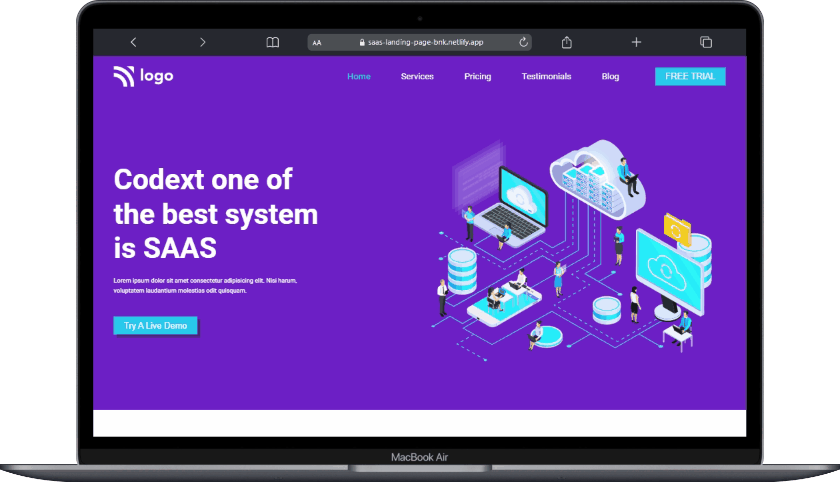 AA saas-landing-page-bnk.netlify.app
logo
Home Services Pricing Testimonials Blog FREE TRIAL
Codext one of
the best system
is SAAS
Lorem ipsum dolor sit amet consectetur adipisicing elit. Nisi harum,
voluptatem laudantium molestias odit quisquam.
Try A Live Demo
MacBook Air